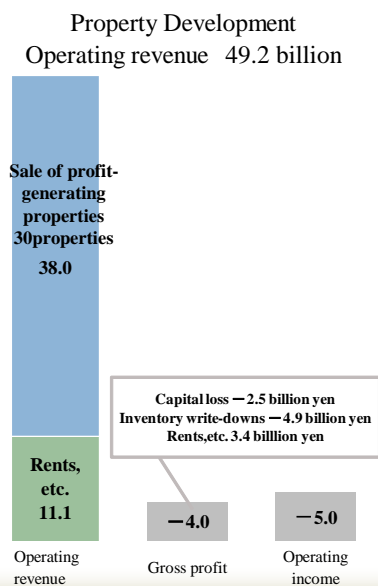 Property Development
Operating revenue 49.2 billion
Sale of profit-
generating
properties
30properties
38.0
Capital loss －2.5 billion yen
Inventory write-downs －4.9 billion yen
Rents,etc. 3.4 billlion yen
Rents,
etc.
11.1
－4.0
－5.0
Operating
revenue
Gross profit
Operating
income